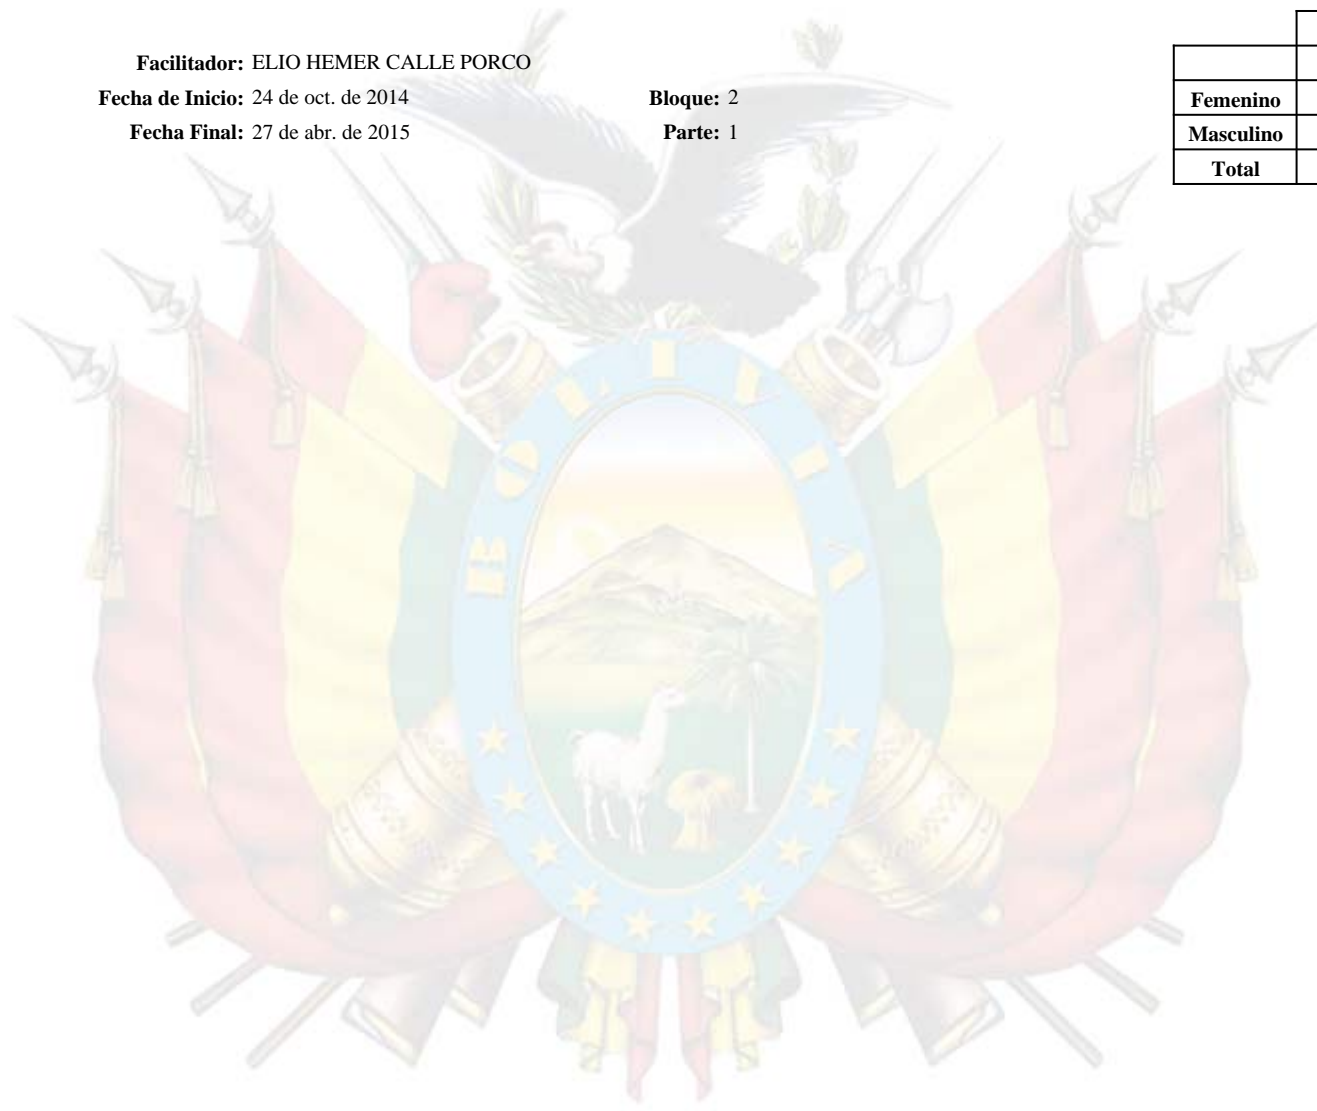 Facilitador: ELIO HEMER CALLE PORCO
Fecha de Inicio: 24 de oct. de 2014 Bloque: 2
Fecha Final: 27 de abr. de 2015 Parte: 1
Femenino
Masculino
Total
BOLIVIA